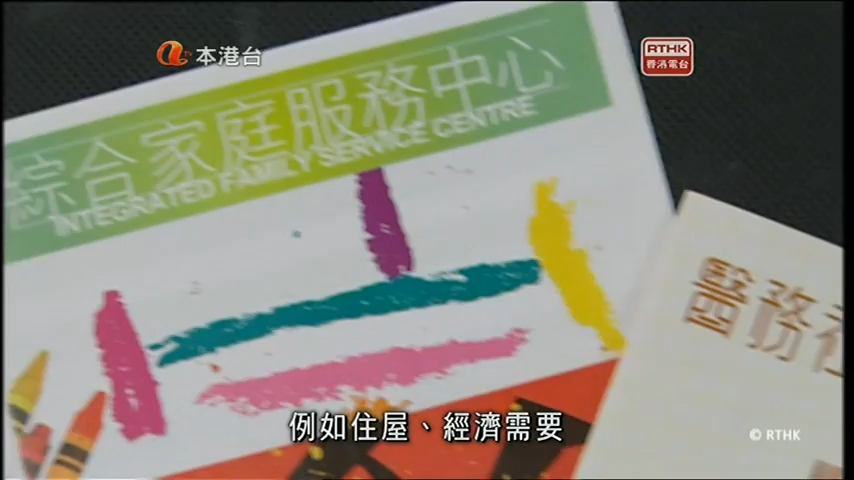 本港台
RTHK
香港電台
綜合家庭服務中心
INTEGRATED FAMILY SERVICE CENTRE
醫務社
例如住屋、經濟需要
© RTHK